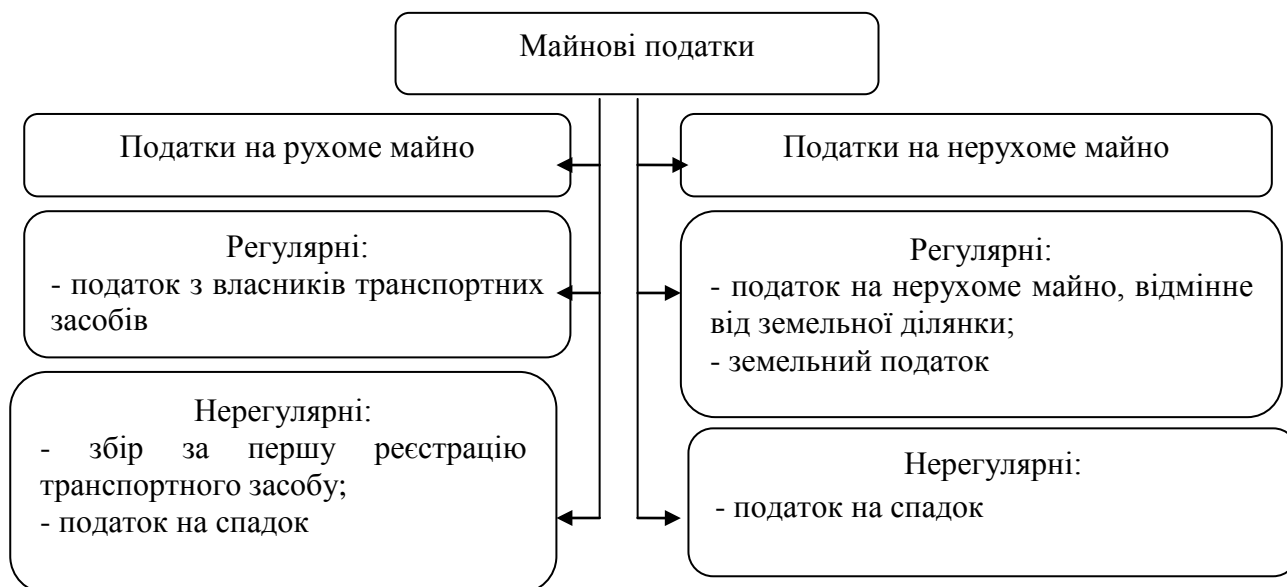 Майнові податки
Податки на рухоме майно
Податки на нерухоме майно
Регулярні:
- податок з власників транспортних
засобів
Регулярні:
- податок на нерухоме майно, відмінне
від земельної ділянки;
- земельний податок
Нерегулярні:
- збір за першу реєстрацію
транспортного засобу;
- податок на спадок
Нерегулярні:
- податок на спадок